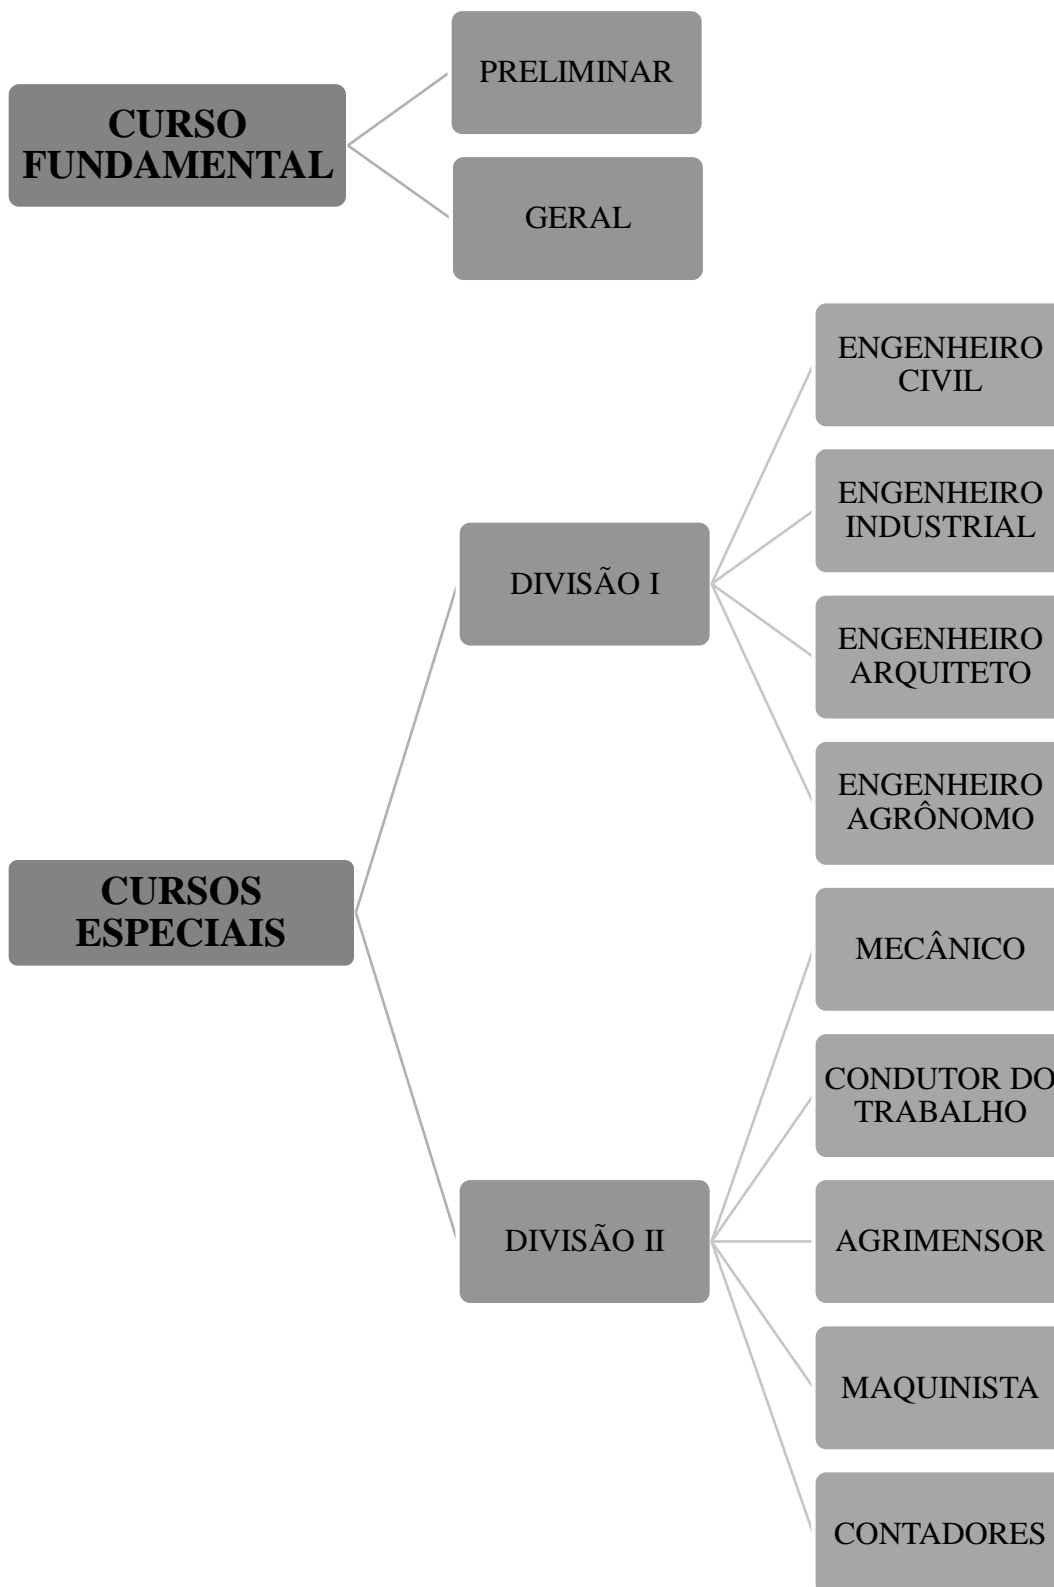 CURSO
FUNDAMENTAL
PRELIMINAR
GERAL
CURSOS
ESPECIAIS
DIVISÃO I
ENGENHEIRO
CIVIL
ENGENHEIRO
INDUSTRIAL
ENGENHEIRO
ARQUITETO
ENGENHEIRO
AGRÔNOMO
DIVISÃO II
MECÂNICO
CONDUTOR DO
TRABALHO
AGRIMENSOR
MAQUINISTA
CONTADORES